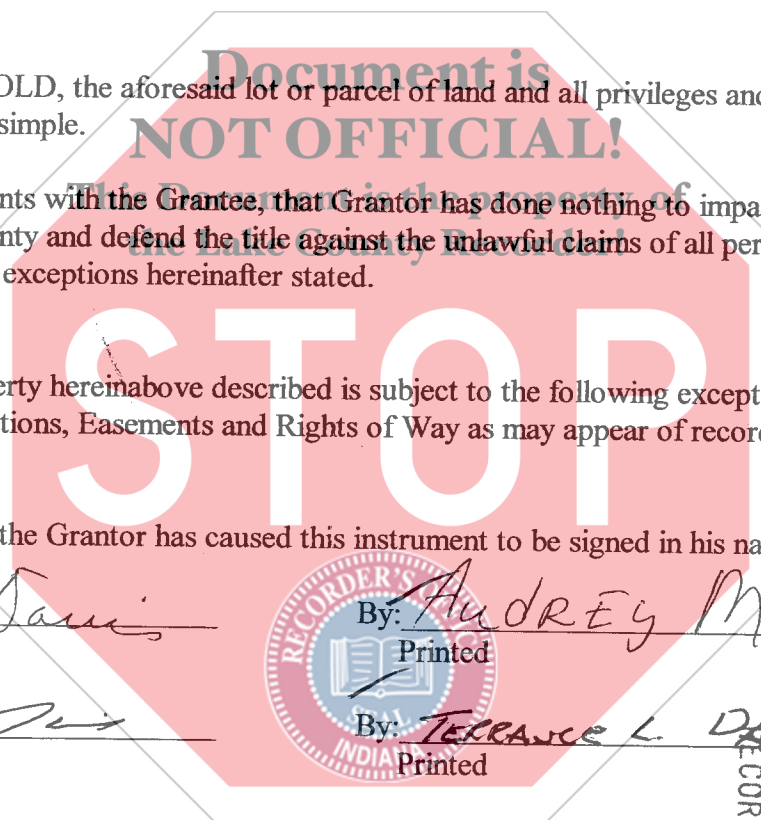 Document is
OLD, the aforesaid lot or parcel of land and all privileges and
simple.
NOT OFFICIAL!
This Document is the property of
nts with the Grantee, that Grantor has done nothing to impa
nty and defend the title against the unlawful claims of all per
the Lake County Recorder!
exceptions hereinafter stated.
STOP
erty hereinabove described is subject to the following except
tions, Easements and Rights of Way as may appear of record
the Grantor has caused this instrument to be signed in his na
Davis By: AUDREY M
Printed
RECORDER'S OFFICE
SEAL
INDIANA
Davis By: TERRANCE L. DA
Printed
ECOR